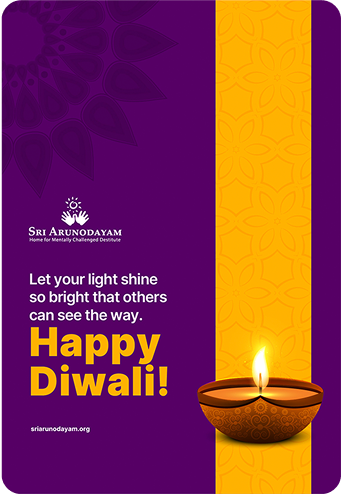 SRI ARUNODAYAM
Home for Mentally Challenged Destitute
Let your light shine
so bright that others
can see the way.
Happy
Diwali!
sriarunodayam.org